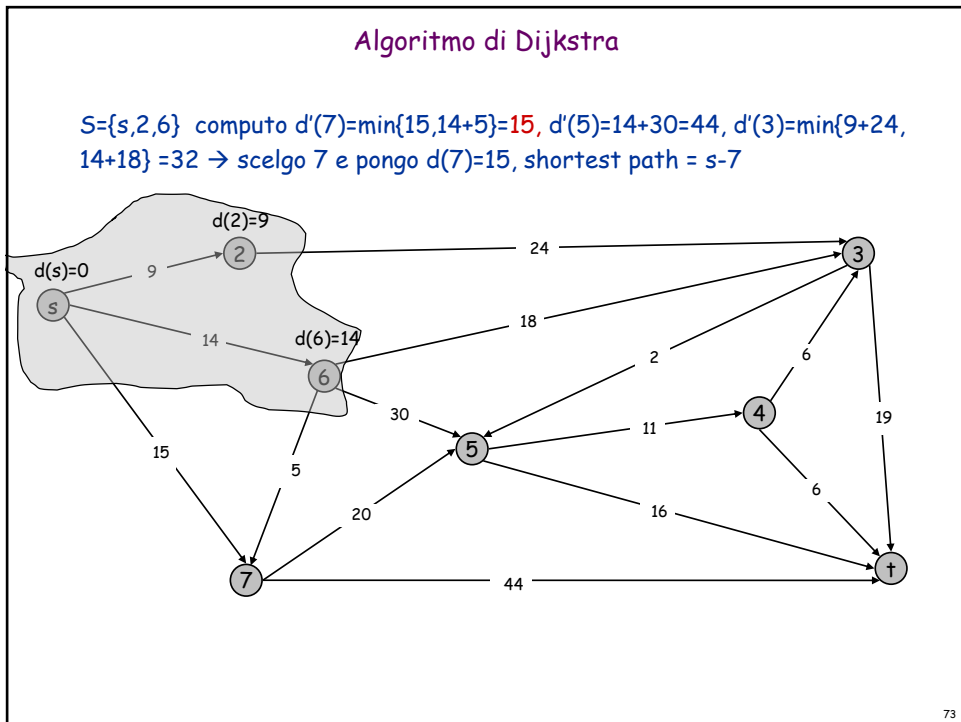 Algoritmo di Dijkstra
S={s,2,6} computo d'(7)=min{15,14+5}=15, d'(5)=14+30=44, d'(3)=min{9+24,
14+18} =32 → scelgo 7 e pongo d(7)=15, shortest path = s-7
d(2)=9
2
24
3
d(s)=0
9
s
18
14
d(6)=14
2
6
6
30
4
19
11
5
15
5
6
20
16
t
7
44
73